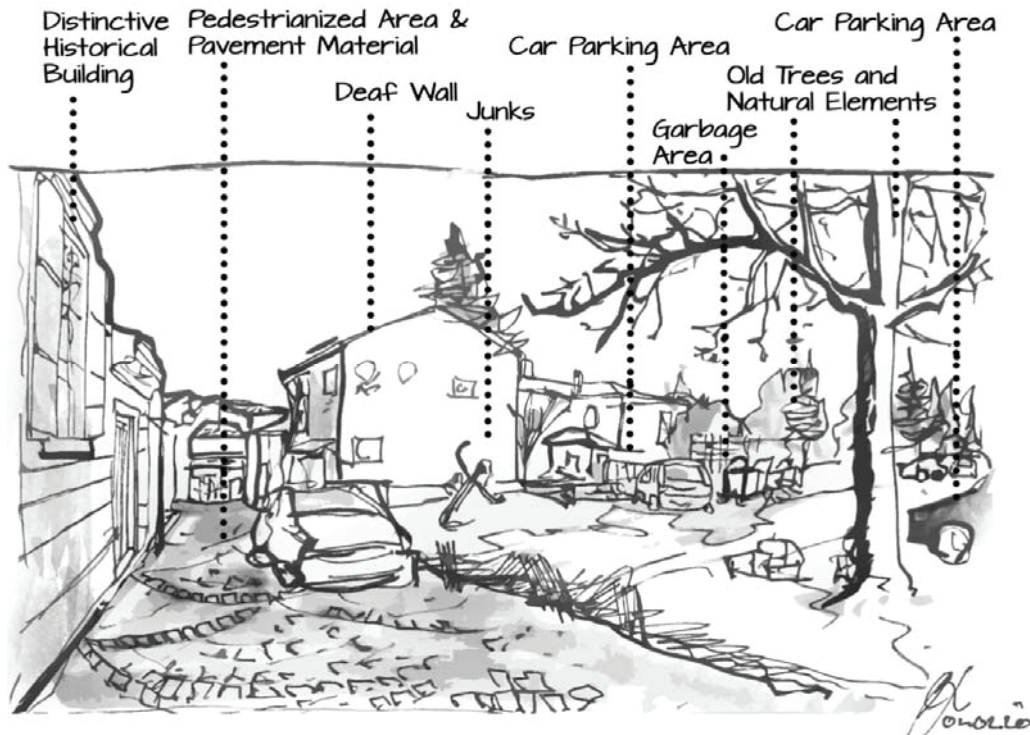 Distinctive
Historical
Building
Pedestrianized Area &
Pavement Material
Deaf Wall
Junks
Car Parking Area
Garbage
Area
Old Trees and
Natural Elements
Car Parking Area